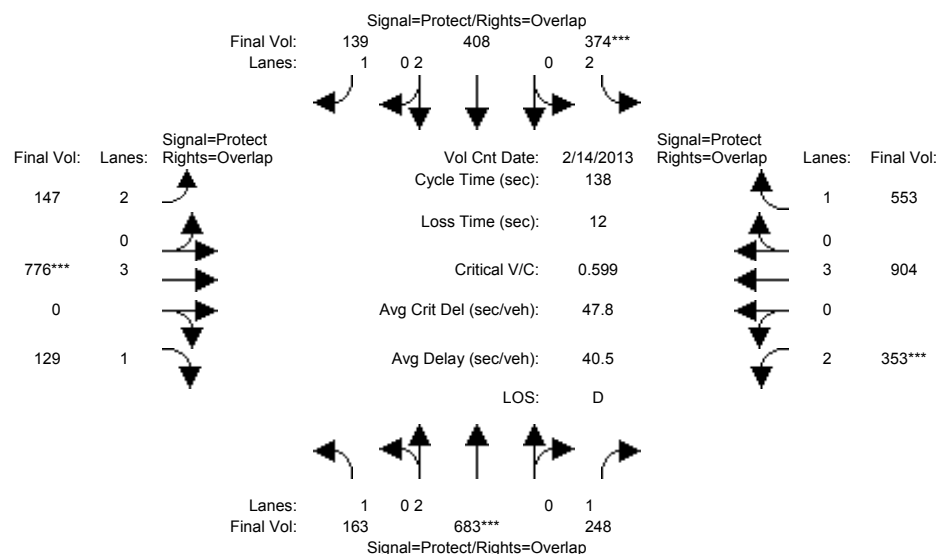 Signal=Protect/Rights=Overlap
Final Vol: 139 408 374***
Lanes: 1 0 2 0 2
Signal=Protect
Final Vol: Lanes: Rights=Overlap
Vol Cnt Date: 2/14/2013
Signal=Protect
Rights=Overlap Lanes: Final Vol:
Cycle Time (sec): 138
147 2
1 553
Loss Time (sec): 12
0
0
776*** 3 Critical V/C: 0.599 3 904
0 Avg Crit Del (sec/veh): 47.8 0
129 1 Avg Delay (sec/veh): 40.5 2 353***
LOS: D
Lanes: 1 0 2 0 1
Final Vol: 163 683*** 248
Signal=Protect/Rights=Overlap